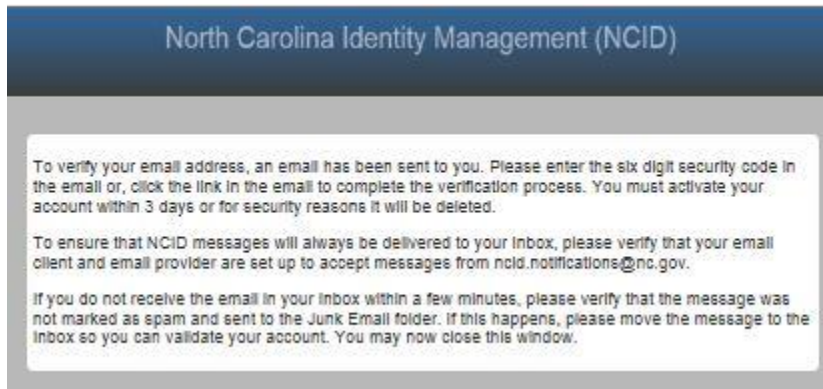 North Carolina Identity Management (NCID)
To verify your email address, an email has been sent to you. Please enter the six digit security code in
the email or, click the link in the email to complete the verification process. You must activate your
account within 3 days or for security reasons it will be deleted.
To ensure that NCID messages will always be delivered to your inbox, please verify that your email
client and email provider are set up to accept messages from ncid.notifications@nc.gov.
If you do not receive the email in your inbox within a few minutes, please verify that the message was
not marked as spam and sent to the Junk Email folder. If this happens, please move the message to the
inbox so you can validate your account. You may now close this window.